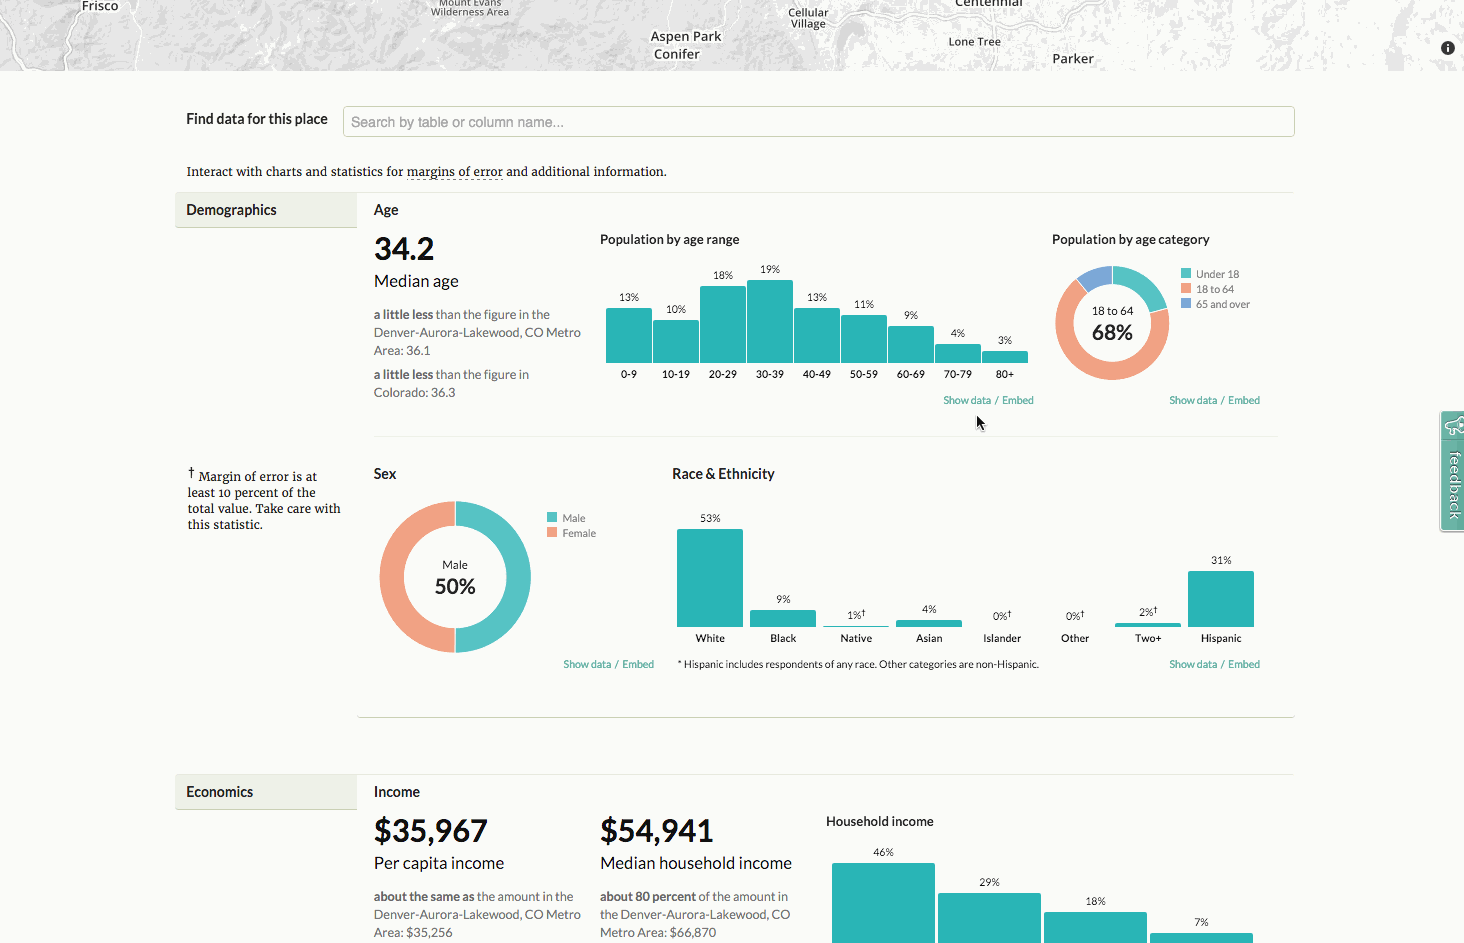 Frisco
Mount Evans
Wilderness Area
Aspen Park
Conifer
Cellular
Village
Centennial
Lone Tree
Parker
Find data for this place
Search by table or column name...
Interact with charts and statistics for margins of error and additional information.
Demographics
Age
34.2
Median age
a little less than the figure in the
Denver-Aurora-Lakewood, CO Metro
Area: 36.1
a little less than the figure in
Colorado: 36.3
Population by age range
13%
10%
18%
19%
13%
11%
9%
4%
3%
0-9
10-19
20-29
30-39
40-49
50-59
60-69
70-79
80+
Show data / Embed
Population by age category
18 to 64
68%
Under 18
18 to 64
65 and over
Show data / Embed
† Margin of error is at
least 10 percent of the
total value. Take care with
this statistic.
Sex
Male
50%
Male
Female
Show data / Embed
Race & Ethnicity
53%
9%
1%†
4%
0%†
0%†
2%†
31%
White
Black
Native
Asian
Islander
Other
Two+
Hispanic
* Hispanic includes respondents of any race. Other categories are non-Hispanic.
Show data / Embed
feedback
Economics
Income
$35,967
Per capita income
about the same as the amount in the
Denver-Aurora-Lakewood, CO Metro
Area: $35,256
$54,941
Median household income
about 80 percent of the amount in
the Denver-Aurora-Lakewood, CO
Metro Area: $66,870
Household income
46%
29%
18%
7%